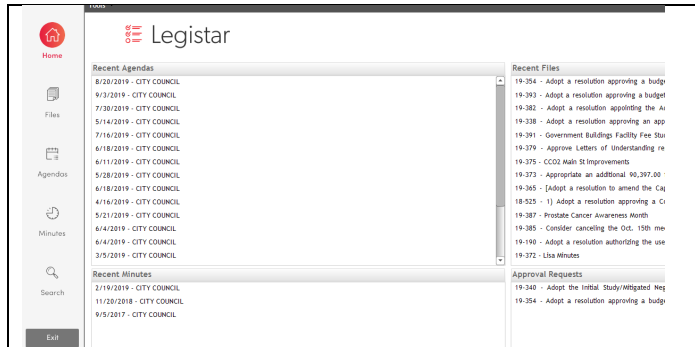 Tools
Legistar
Home
Files
Agendas
Minutes
Search
Exit
Recent Agendas
8/20/2019 - CITY COUNCIL
9/3/2019 - CITY COUNCIL
7/30/2019 - CITY COUNCIL
5/14/2019 - CITY COUNCIL
7/16/2019 - CITY COUNCIL
6/18/2019 - CITY COUNCIL
6/11/2019 - CITY COUNCIL
5/28/2019 - CITY COUNCIL
6/18/2019 - CITY COUNCIL
4/16/2019 - CITY COUNCIL
5/21/2019 - CITY COUNCIL
6/4/2019 - CITY COUNCIL
6/4/2019 - CITY COUNCIL
3/5/2019 - CITY COUNCIL
Recent Minutes
2/19/2019 - CITY COUNCIL
11/20/2018 - CITY COUNCIL
9/5/2017 - CITY COUNCIL
Recent Files
19-354 - Adopt a resolution approving a budge
19-393 - Adopt a resolution approving a budget
19-382 - Adopt a resolution appointing the
19-338 - Adopt a resolution approving an app
19-391 - Government Buildings Facility Fee Stu
19-379 - Approve Letters of Understanding re
19-375 - CCO2 Main St Improvements
19-373 - Appropriate an additional 90,397.00
19-365 - [Adopt a resolution to amend the Cap
18-525 - 1) Adopt a resolution approving a
19-387 - Prostate Cancer Awareness Month
19-385 - Consider canceling the Oct. 15th me
19-190 - Adopt a resolution authorizing the use
19-372 - Lisa Minutes
Approval Requests
19-340 - Adopt the Initial Study/Mitigated Neg
19-354 - Adopt a resolution approving a budge